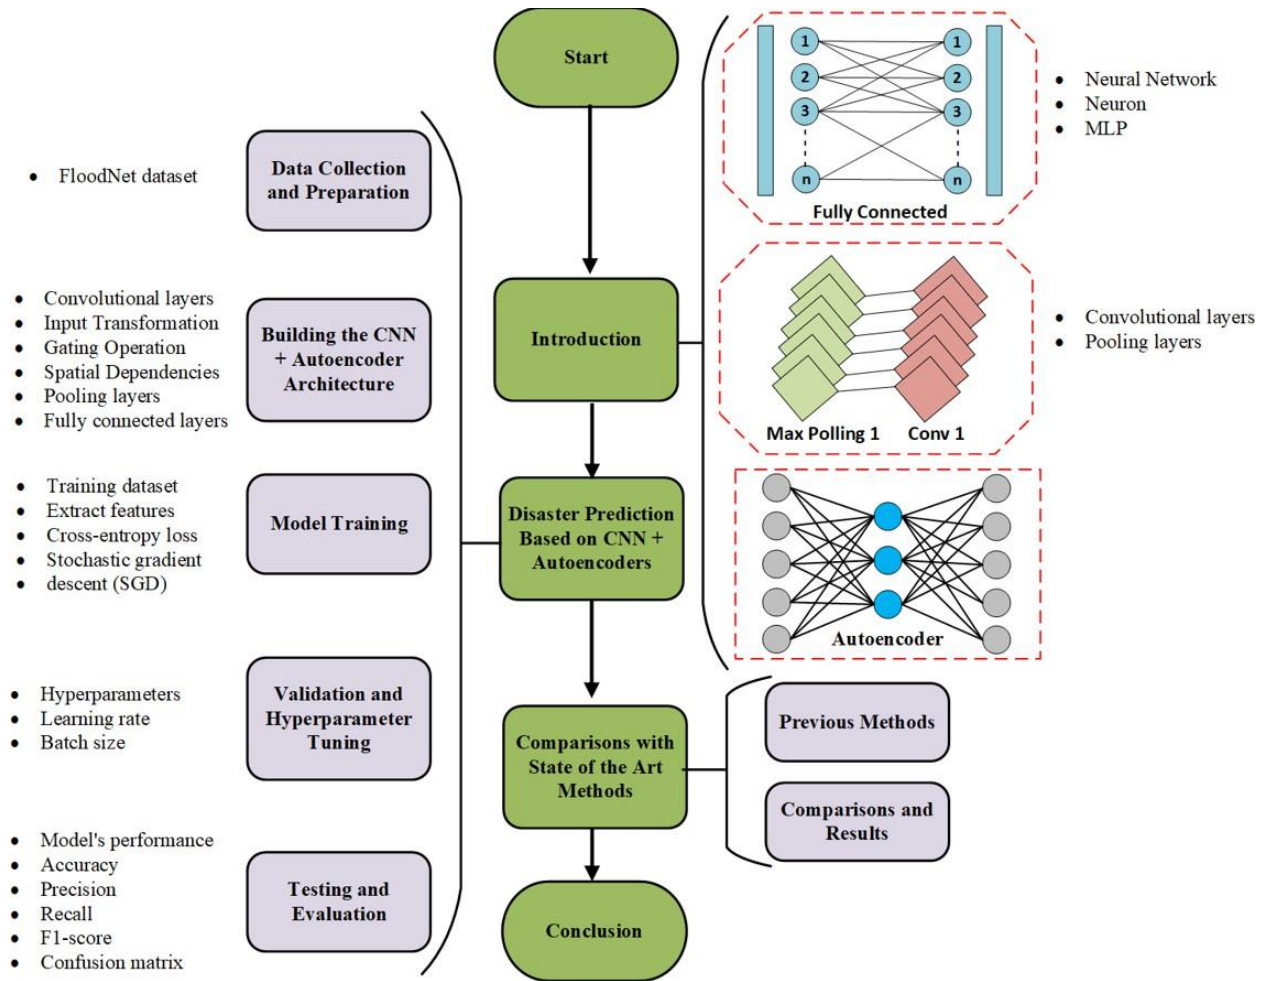 Start
Introduction
Disaster Prediction
Based on CNN +
Autoencoders
Comparisons with
State of the Art
Methods
Conclusion
• FloodNet dataset
Data Collection
and Preparation
• Convolutional layers
• Input Transformation
• Gating Operation
• Spatial Dependencies
• Pooling layers
• Fully connected layers
Building the CNN
+ Autoencoder
Architecture
• Training dataset
• Extract features
• Cross-entropy loss
• Stochastic gradient
• descent (SGD)
Model Training
• Hyperparameters
• Learning rate
• Batch size
Validation and
Hyperparameter
Tuning
• Model's performance
• Accuracy
• Precision
• Recall
• F1-score
• Confusion matrix
Testing and
Evaluation
1 1
2 2
3 3
n n
Fully Connected
• Neural Network
• Neuron
• MLP
Max Polling 1 Conv 1
• Convolutional layers
• Pooling layers
Autoencoder
Previous Methods
Comparisons and
Results